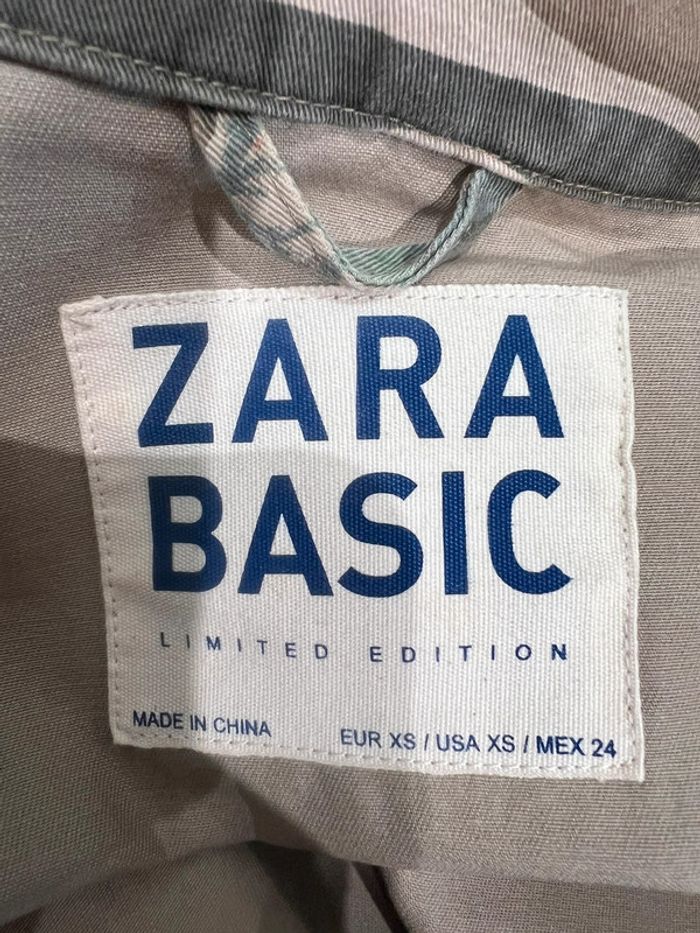 ZARA
BASIC
LIMITED EDITION
MADE IN CHINA
EUR XS / USA XS / MEX 24